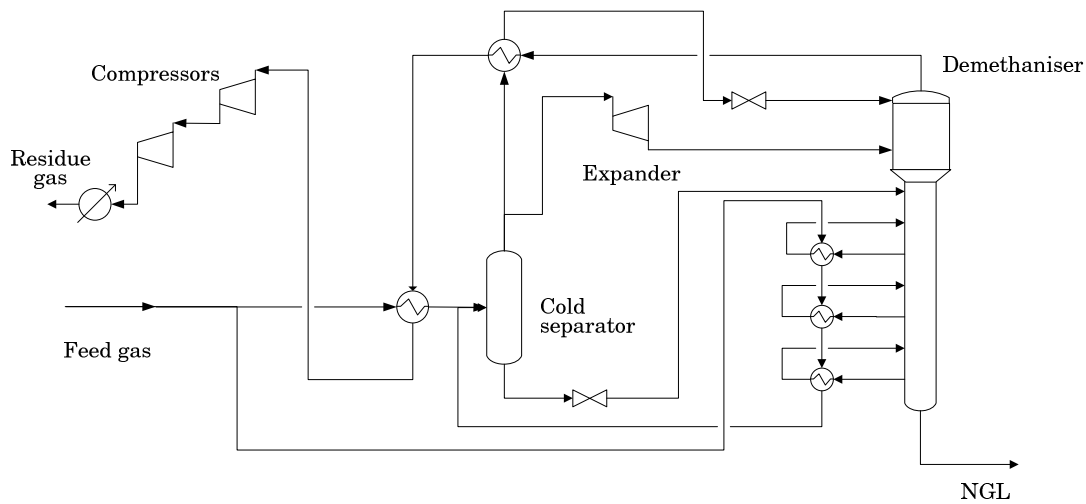 Demethaniser
Compressors
Residue
gas
Expander
Cold
separator
Feed gas
NGL